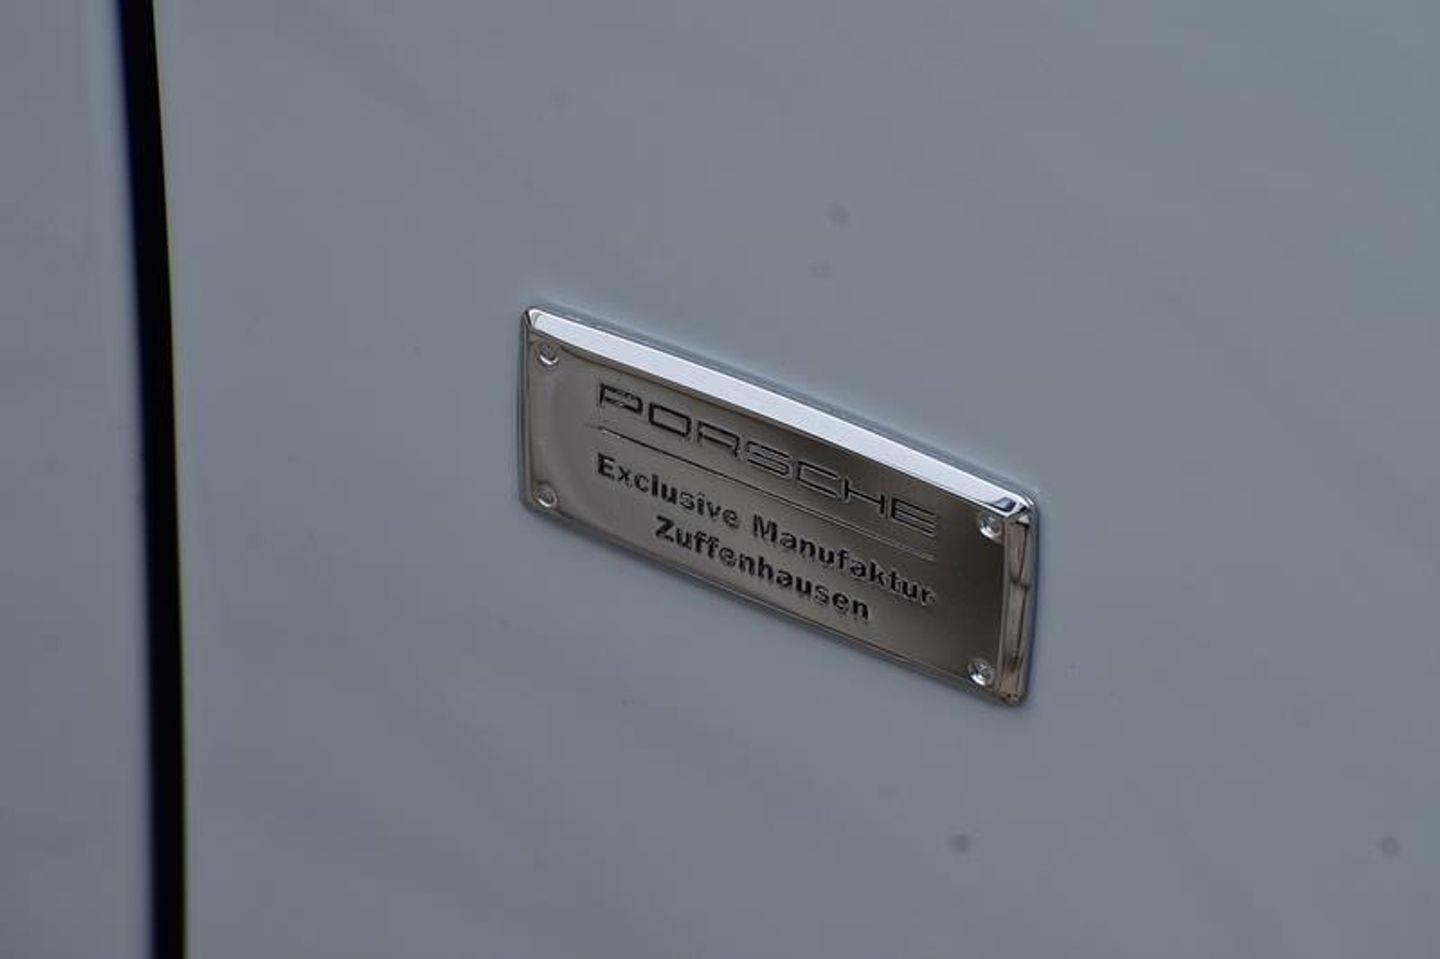 PORSCHE
Exclusive Manufaktur
Zuffenhausen